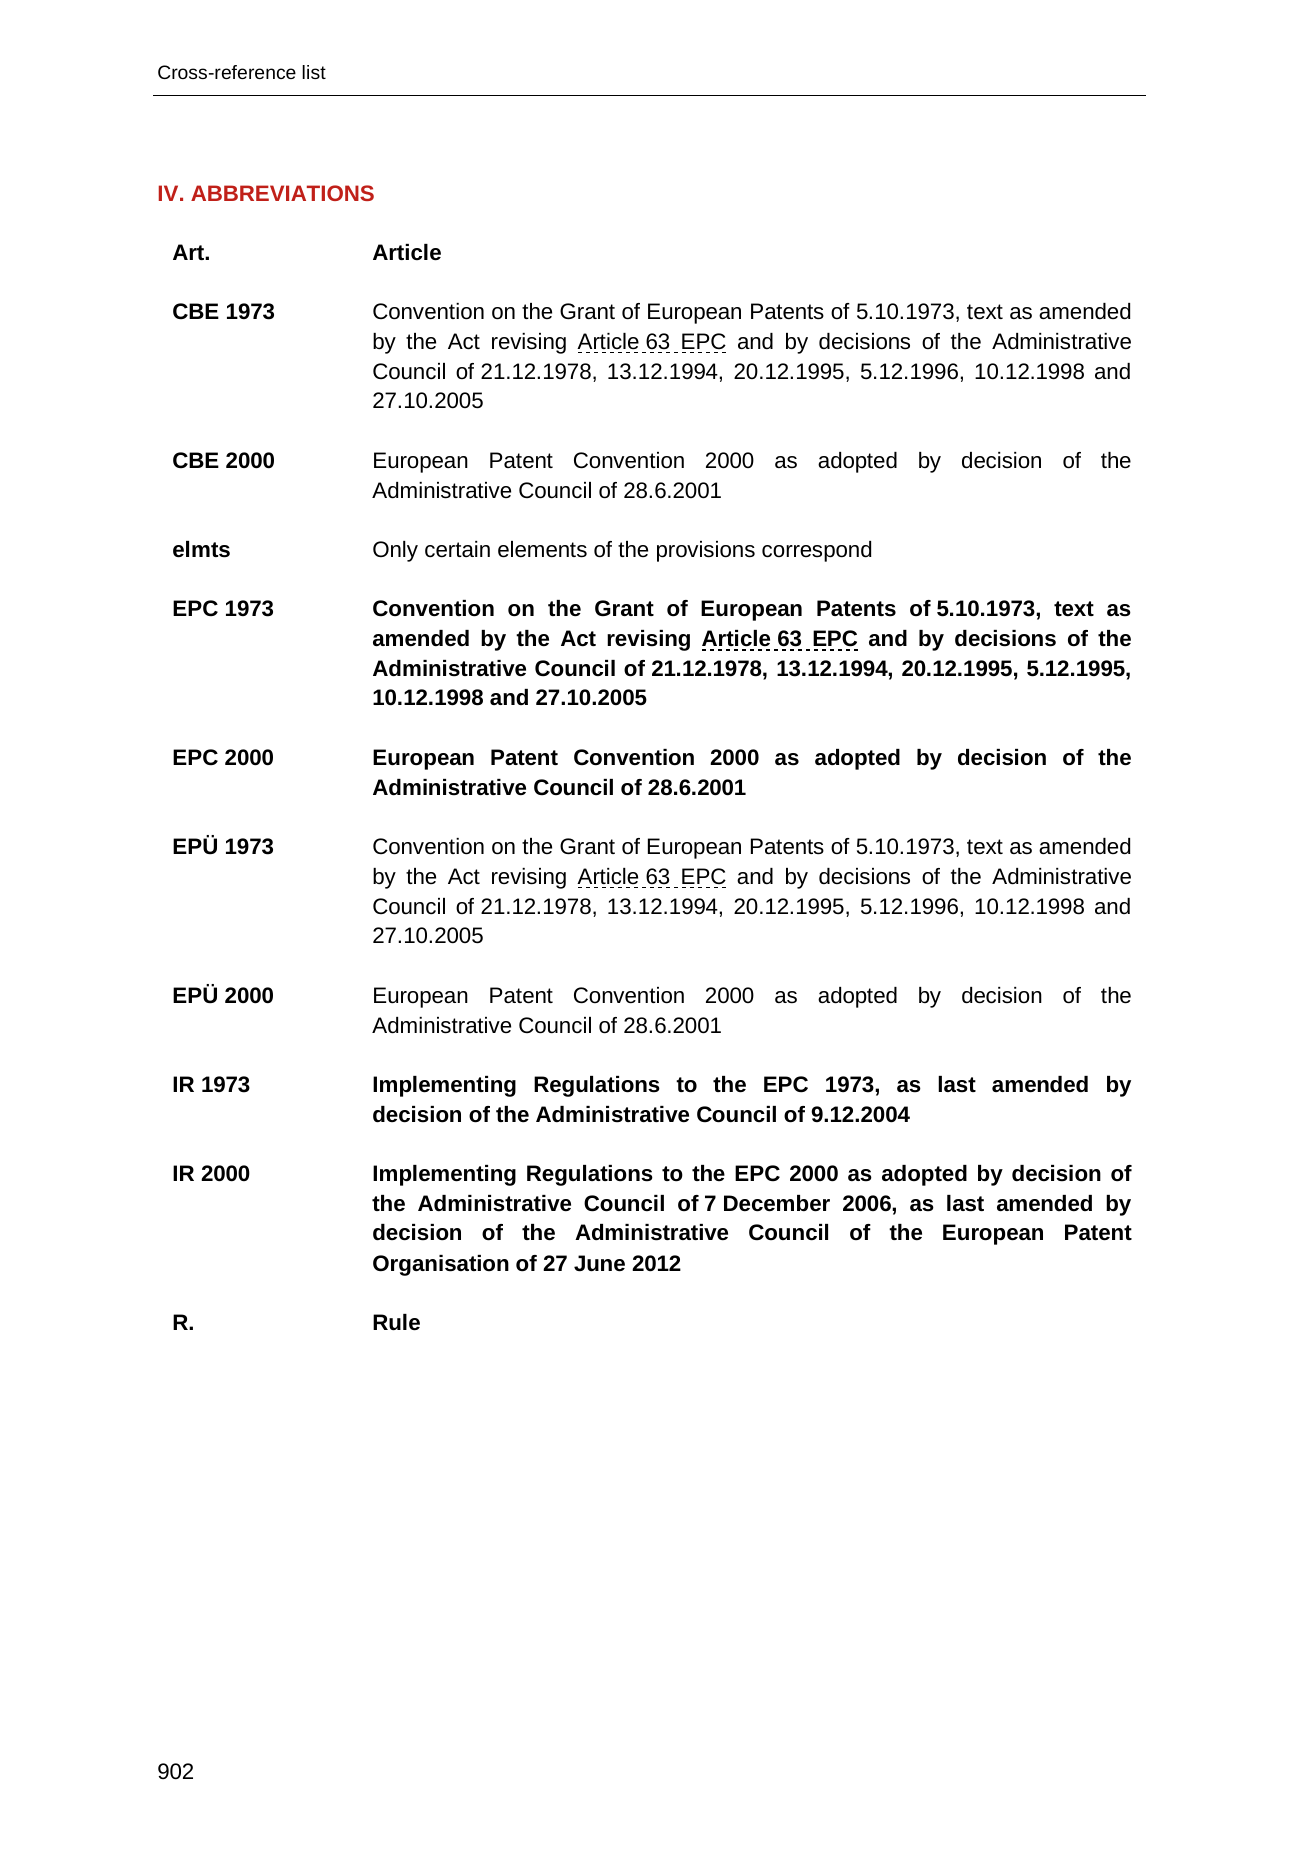 Cross-reference list
IV. ABBREVIATIONS
Art. Article
CBE 1973 Convention on the Grant of European Patents of 5.10.1973, text as amended
by the Act revising Article 63 EPC and by decisions of the Administrative
Council of 21.12.1978, 13.12.1994, 20.12.1995, 5.12.1996, 10.12.1998 and
27.10.2005
CBE 2000 European Patent Convention 2000 as adopted by decision of the
Administrative Council of 28.6.2001
elmts Only certain elements of the provisions correspond
EPC 1973 Convention on the Grant of European Patents of 5.10.1973, text as
amended by the Act revising Article 63 EPC and by decisions of the
Administrative Council of 21.12.1978, 13.12.1994, 20.12.1995, 5.12.1995,
10.12.1998 and 27.10.2005
EPC 2000 European Patent Convention 2000 as adopted by decision of the
Administrative Council of 28.6.2001
EPÜ 1973 Convention on the Grant of European Patents of 5.10.1973, text as amended
by the Act revising Article 63 EPC and by decisions of the Administrative
Council of 21.12.1978, 13.12.1994, 20.12.1995, 5.12.1996, 10.12.1998 and
27.10.2005
EPÜ 2000 European Patent Convention 2000 as adopted by decision of the
Administrative Council of 28.6.2001
IR 1973 Implementing Regulations to the EPC 1973, as last amended by
decision of the Administrative Council of 9.12.2004
IR 2000 Implementing Regulations to the EPC 2000 as adopted by decision of
the Administrative Council of 7 December 2006, as last amended by
decision of the Administrative Council of the European Patent
Organisation of 27 June 2012
R. Rule
902